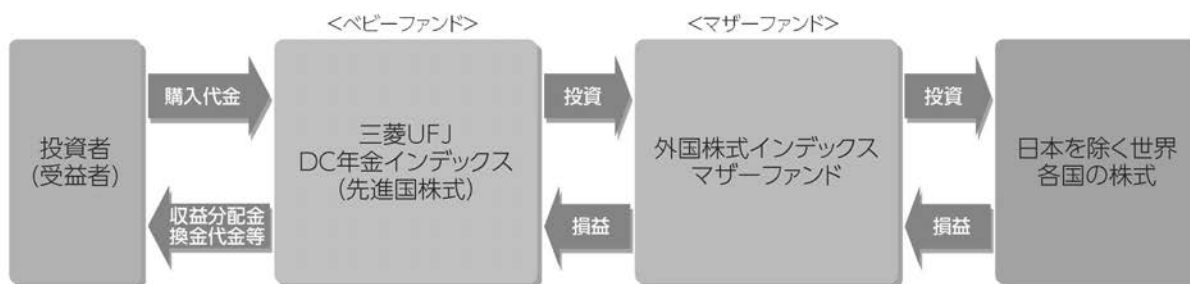 <ベビーファンド>
<マザーファンド>
投資者
(受益者)
購入代金
収益分配金
換金代金等
三菱UFJ
DC年金インデックス
(先進国株式)
投資
損益
外国株式インデックス
マザーファンド
投資
損益
日本を除く世界
各国の株式